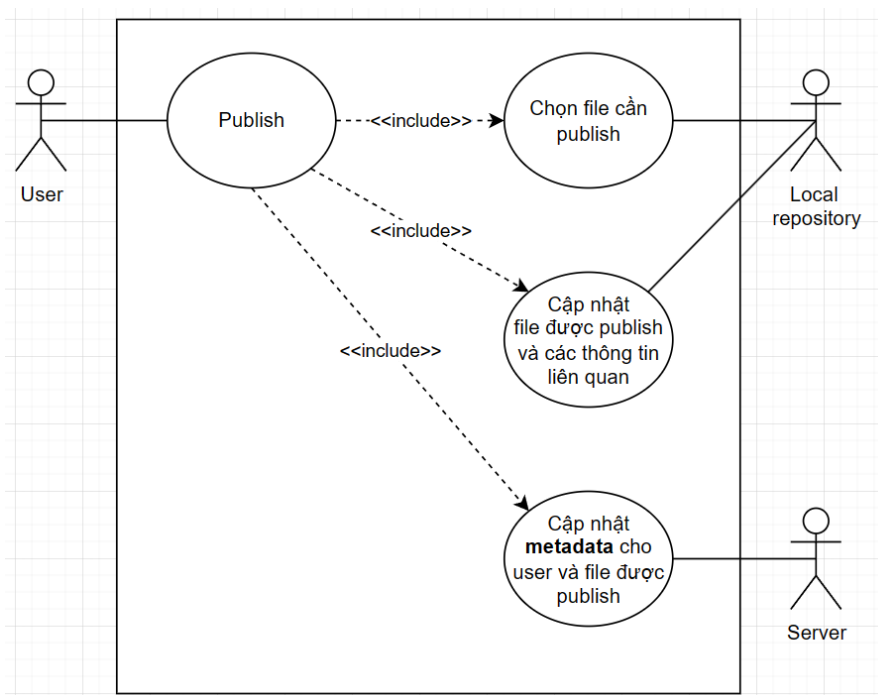 Publish
<<include>>
Chọn file cần
publish
User
Local
repository
<<include>>
Cập nhật
file được publish
và các thông tin
liên quan
<<include>>
Cập nhật
metadata cho
user và file được
publish
Server